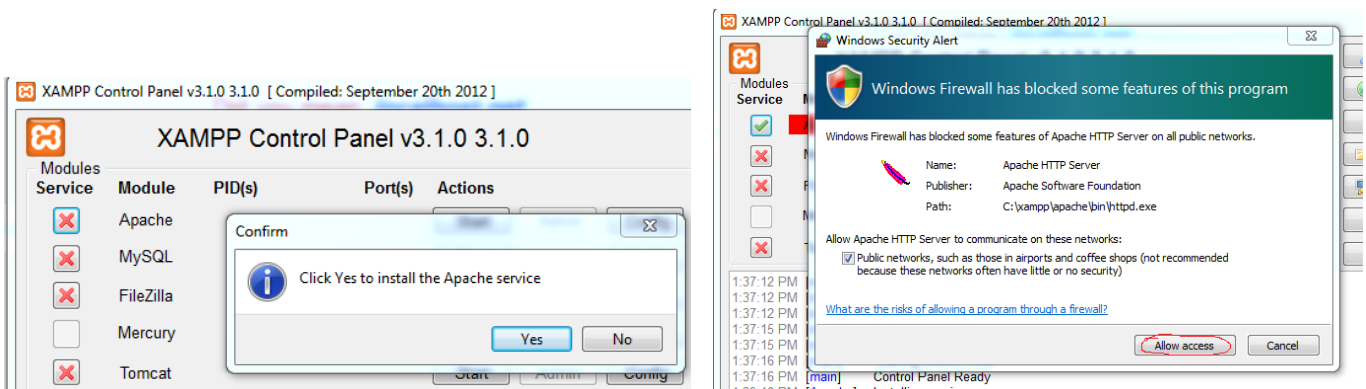 XAMPP Control Panel v3.1.0 3.1.0 [ Compiled: September 20th 2012 ]
XAMPP Control Panel v3.1.0 3.1.0
Modules
Service Module PID(s) Port(s) Actions
Apache
MySQL
FileZilla
Mercury
Tomcat Start Admin Config
Confirm
Click Yes to install the Apache service
Yes No
XAMPP Control Panel v3.1.0 3.1.0 [ Compiled: September 20th 2012 ]
Modules
Service
Windows Security Alert
Windows Firewall has blocked some features of this program
Windows Firewall has blocked some features of Apache HTTP Server on all public networks.
Name: Apache HTTP Server
Publisher: Apache Software Foundation
Path: C:\xampp\apache\bin\httpd.exe
Allow Apache HTTP Server to communicate on these networks:
Public networks, such as those in airports and coffee shops (not recommended
because these networks often have little or no security)
What are the risks of allowing a program through a firewall?
Allow access Cancel
1:37:12 PM
1:37:12 PM
1:37:12 PM
1:37:15 PM
1:37:15 PM
1:37:16 PM
1:37:16 PM [main] Control Panel Ready